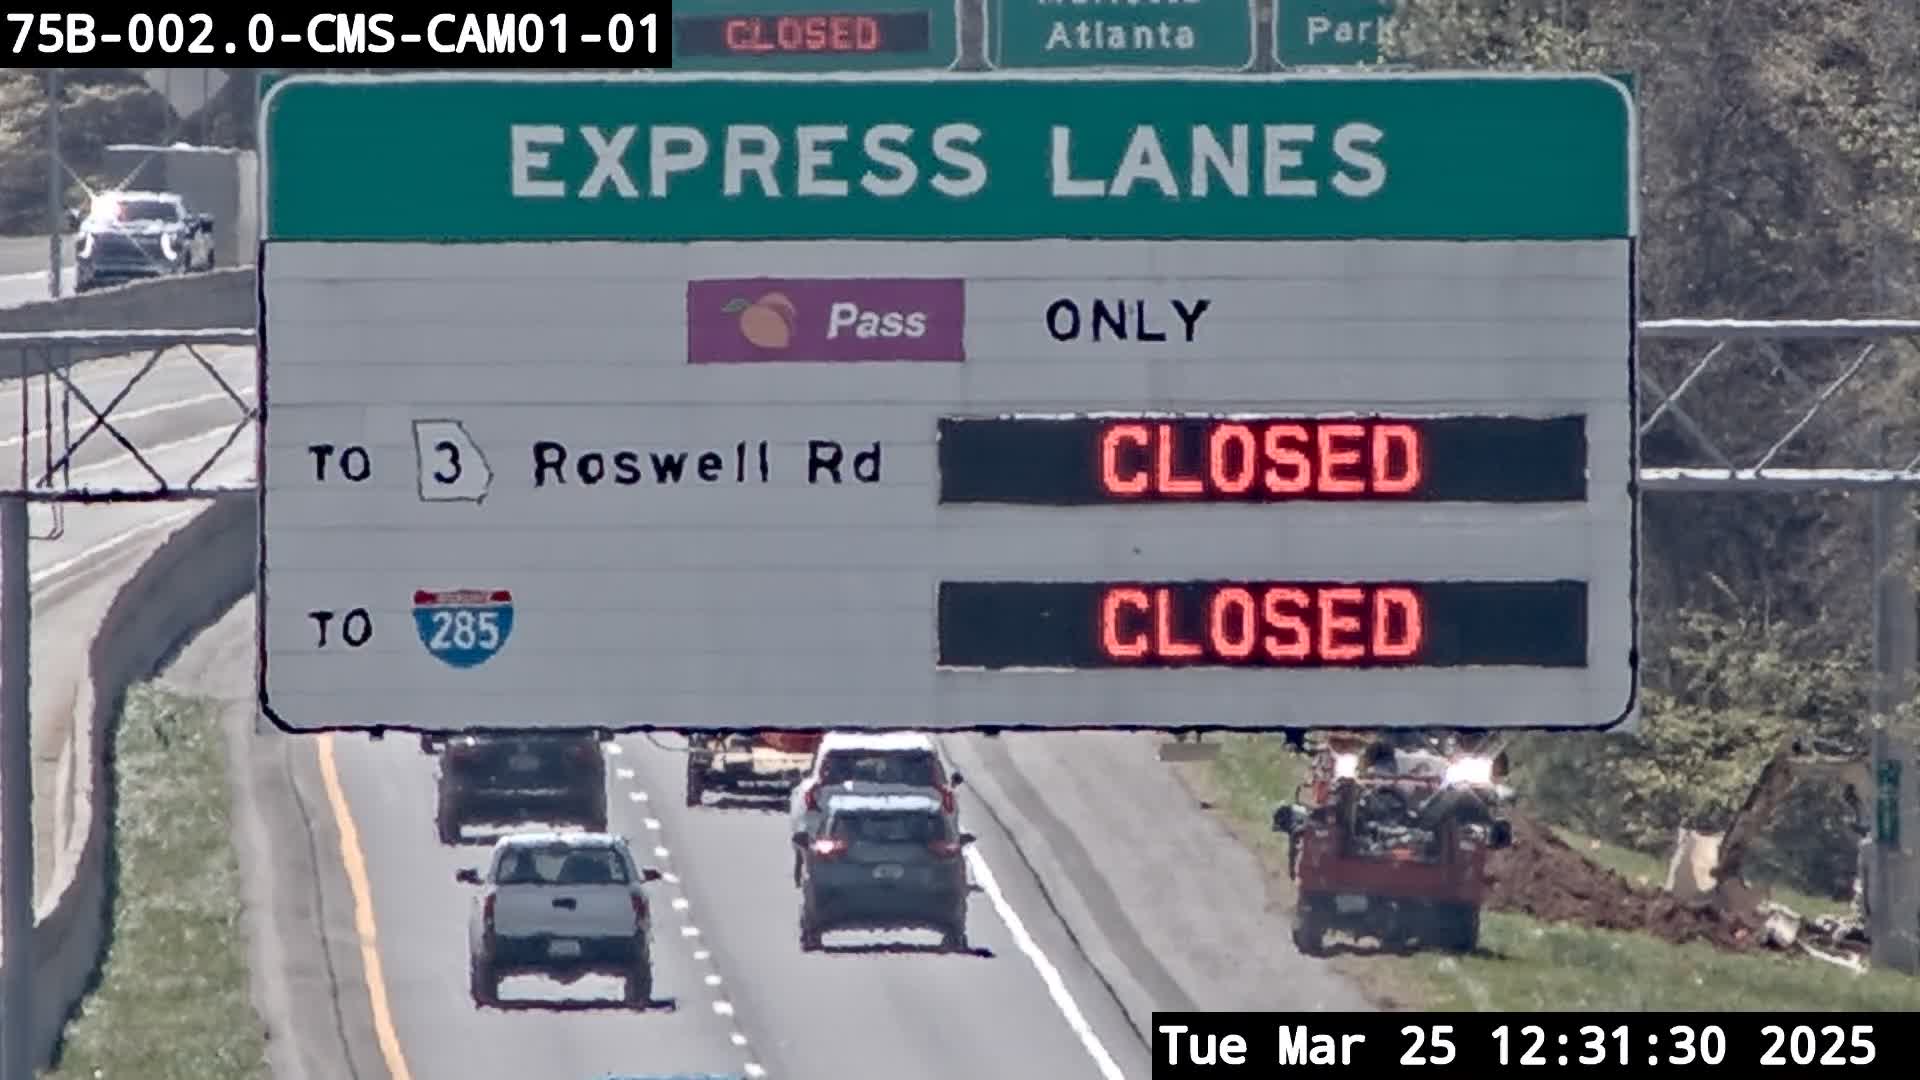 75B-002.0-CMS-CAM01-01
CLOSED
Atlanta
Park
EXPRESS LANES
Pass ONLY
TO 3 Roswell Rd CLOSED
TO 285 CLOSED
Tue Mar 25 12:31:30 2025